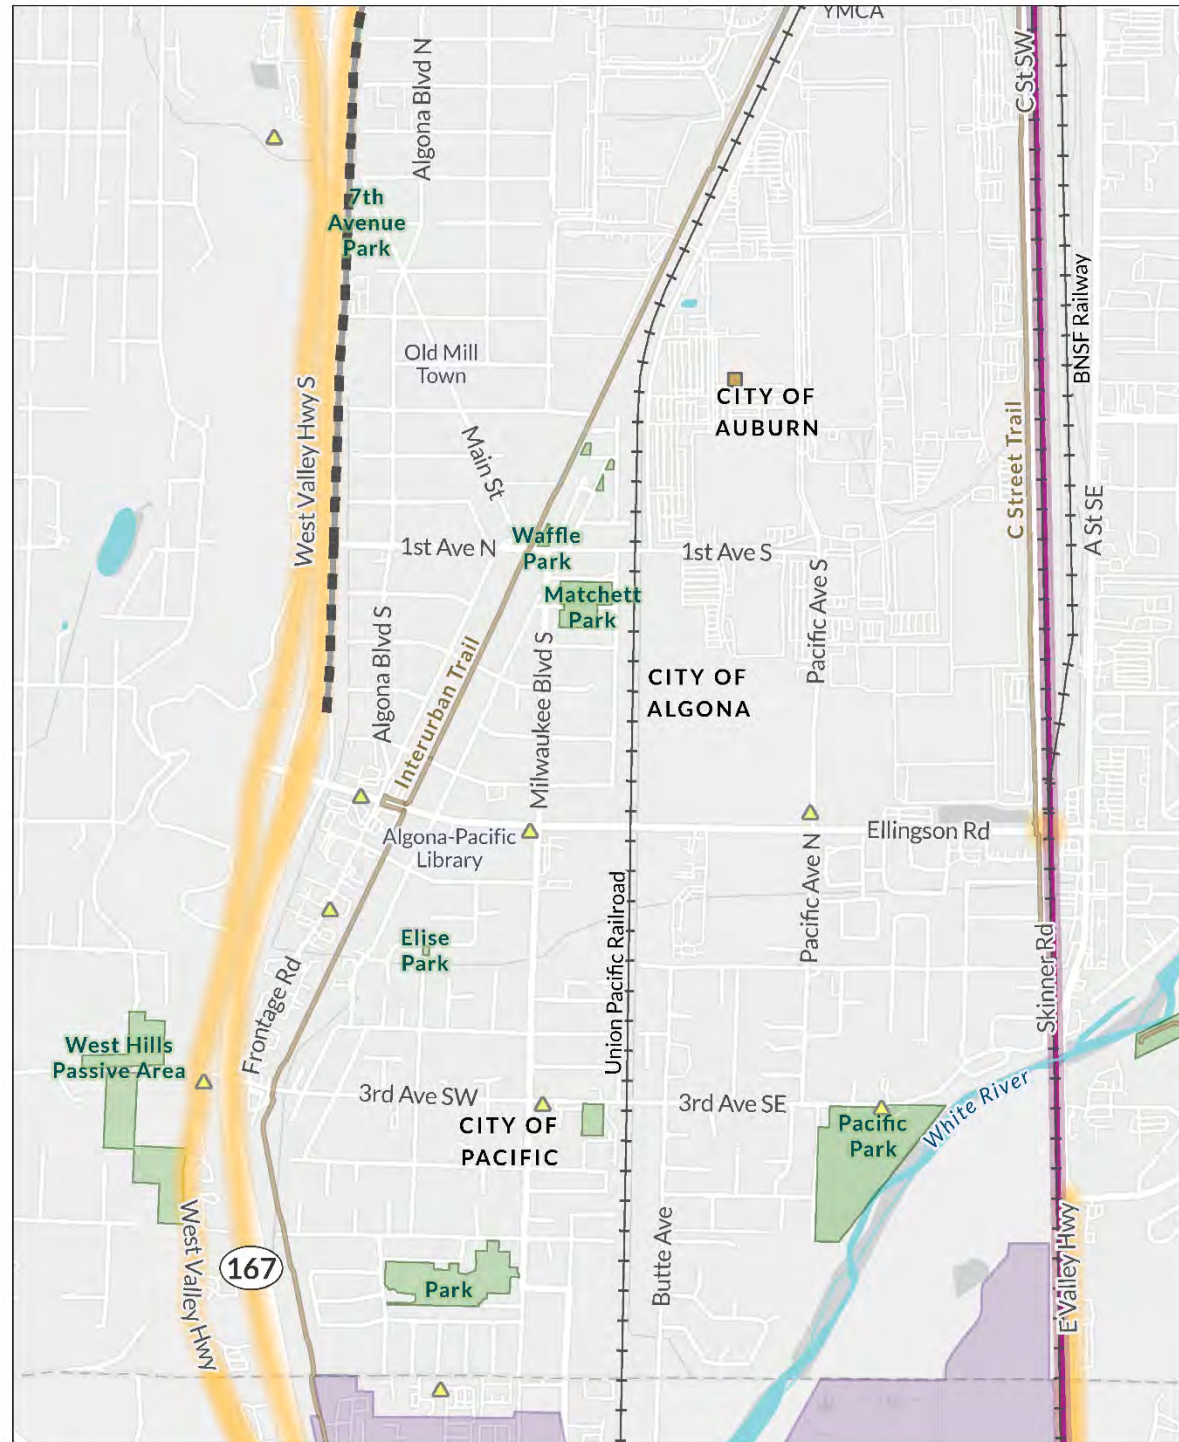 YMCA
C St SW
Algona Blvd N
7th
Avenue
Park
BNSF Railway
Old Mill
Town
West Valley Hwy S
CITY OF
AUBURN
C Street Trail
Main St
A St SE
Waffle
Park
1st Ave N
1st Ave S
Matchett
Park
Pacific Ave S
Algona Blvd S
Interurban Trail
Milwaukee Blvd S
CITY OF
ALGONA
Algona-Pacific
Library
Ellingson Rd
Union Pacific Railroad
Pacific Ave N
Elise
Park
Skinner Rd
Frontage Rd
West Hills
Passive Area
3rd Ave SW
3rd Ave SE
White River
CITY OF
PACIFIC
Pacific
Park
West Valley Hwy
167
Butte Ave
E Valley Hwy
Park